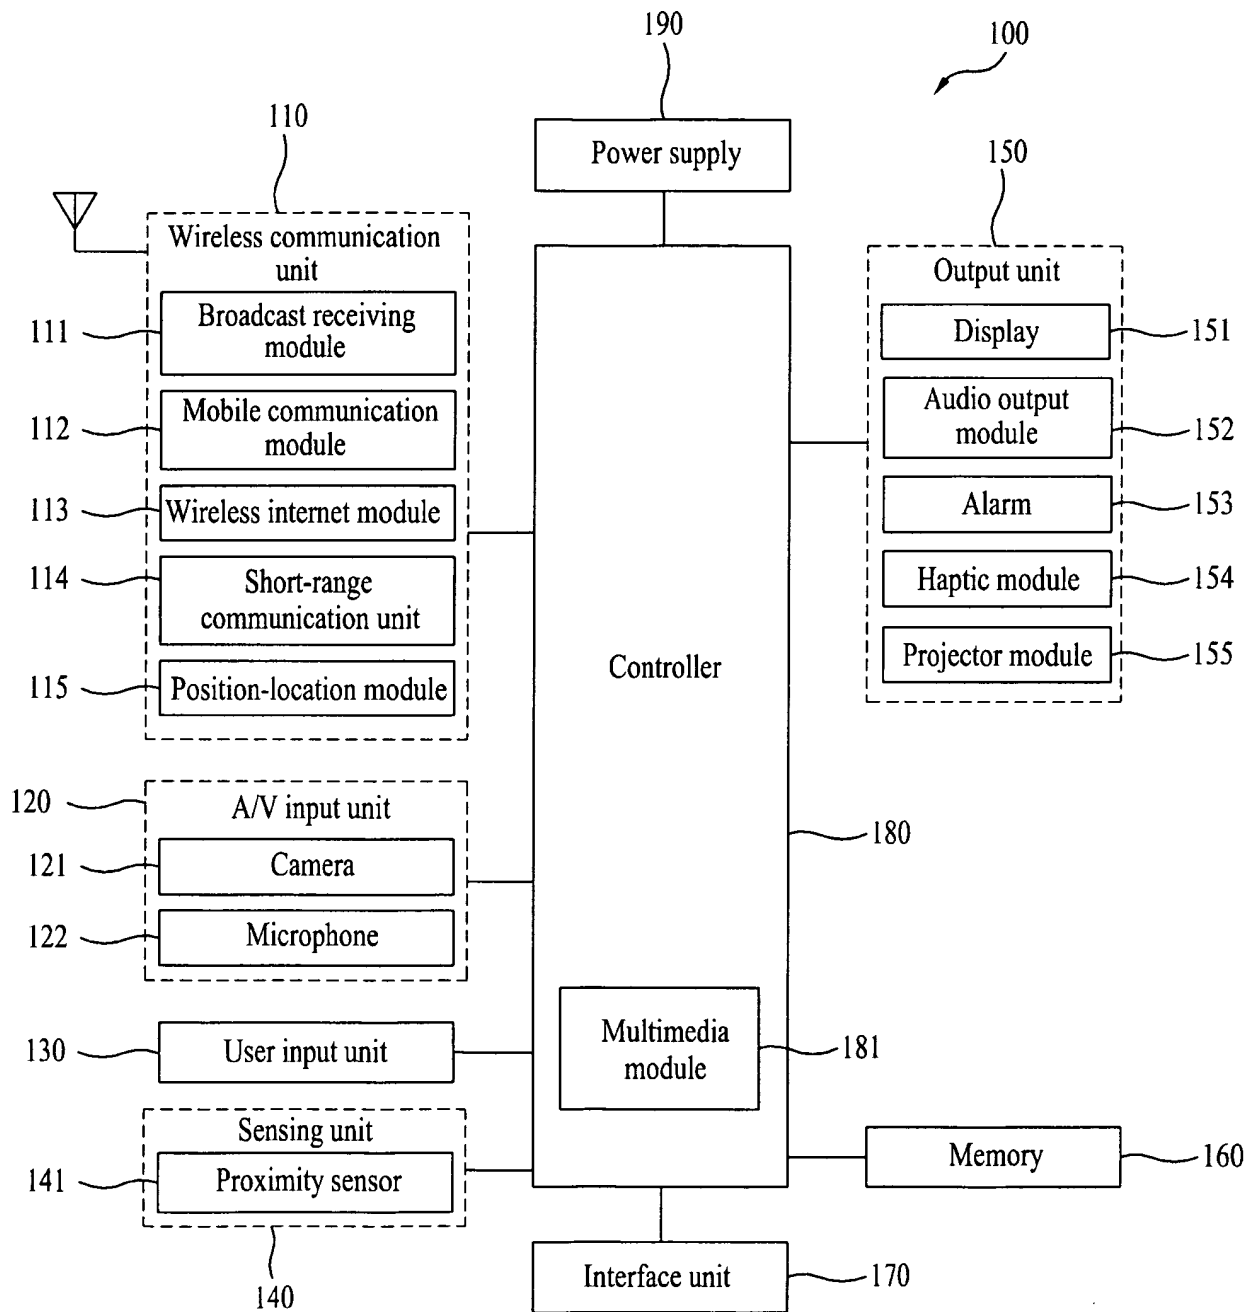 190
100
110
Power supply
150
Wireless communication
unit
Output unit
111
Broadcast receiving
module
Display
151
112
Mobile communication
module
Audio output
module
152
113
Wireless internet module
Alarm
153
114
Short-range
communication unit
Haptic module
154
115
Position-location module
Controller
Projector module
155
120
A/V input unit
180
121
Camera
122
Microphone
130
User input unit
Multimedia
module
181
Sensing unit
141
Proximity sensor
Memory
160
140
Interface unit
170